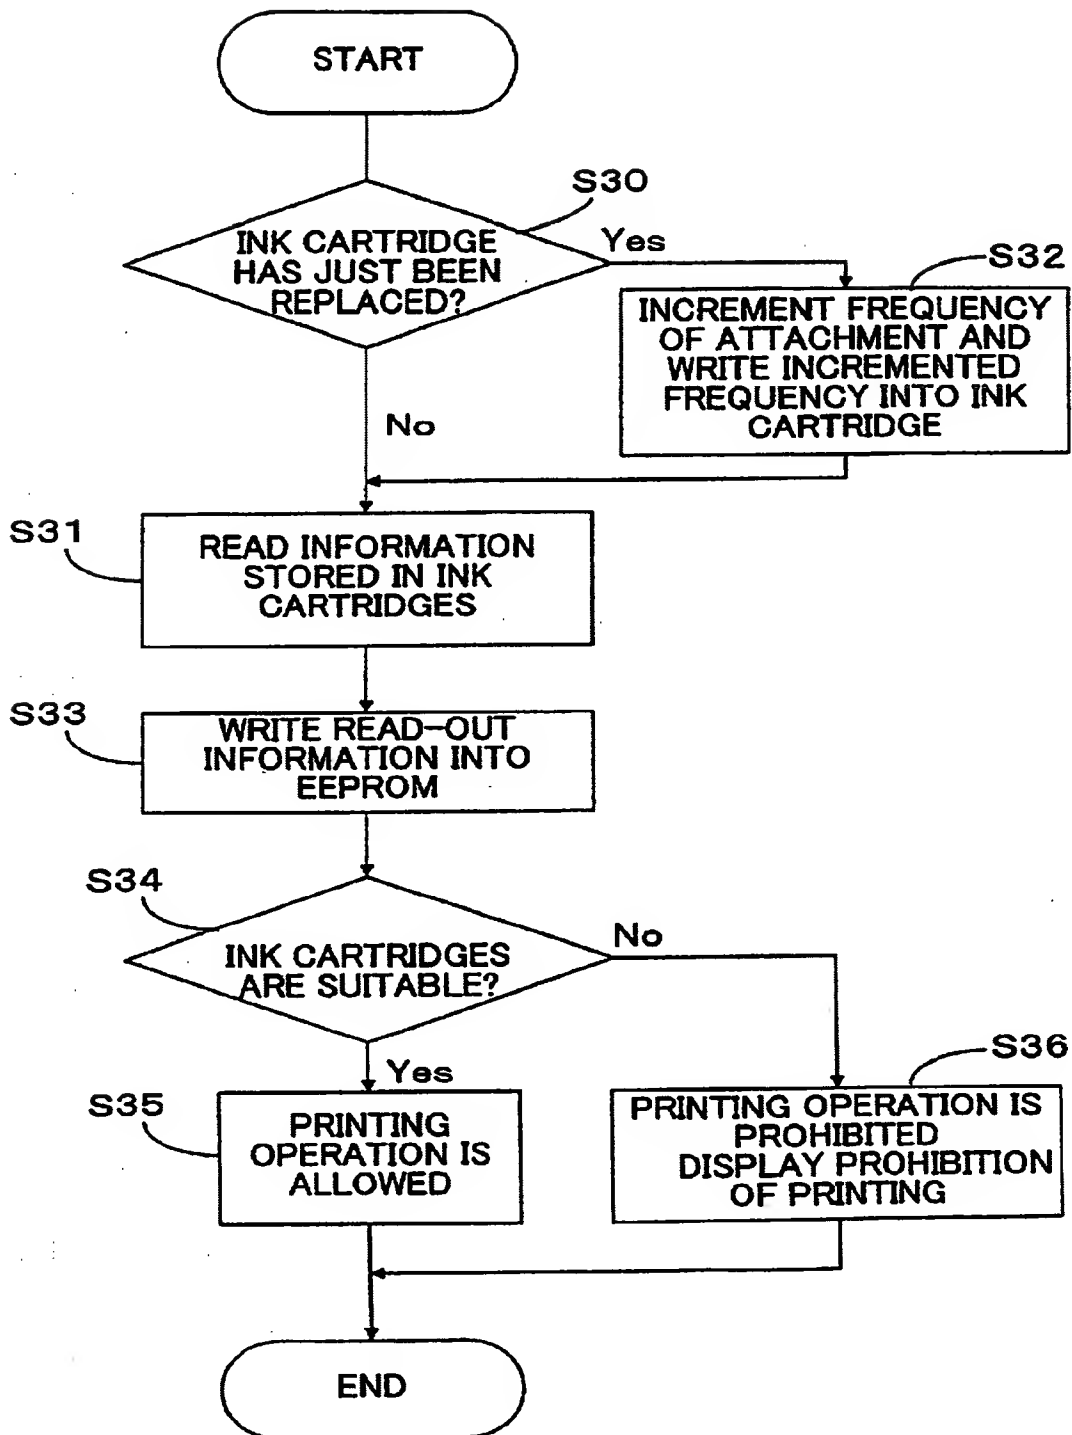 START
S30
INK CARTRIDGE
HAS JUST BEEN
REPLACED?
Yes
S32
INCREMENT FREQUENCY
OF ATTACHMENT AND
WRITE INCREMENTED
FREQUENCY INTO INK
CARTRIDGE
No
S31
READ INFORMATION
STORED IN INK
CARTRIDGES
S33
WRITE READ-OUT
INFORMATION INTO
EEPROM
S34
INK CARTRIDGES
ARE SUITABLE?
No
Yes
S35
PRINTING
OPERATION IS
ALLOWED
S36
PRINTING OPERATION IS
PROHIBITED
DISPLAY PROHIBITION
OF PRINTING
END